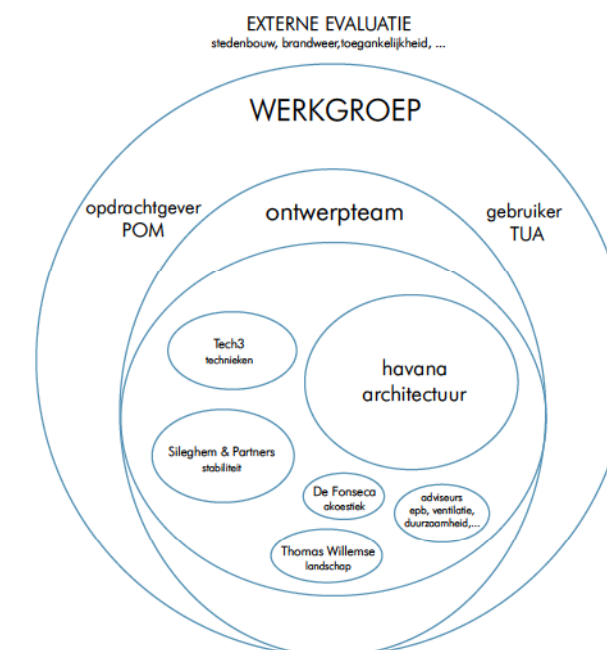 EXTERNE EVALUATIE
stedenbouw, brandweer,toegankelijkheid, ...
WERKGROEP
opdrachtgever
POM
ontwerpteam
gebruiker
TUA
Tech3
technieken
havana
architectuur
Sileghem & Partners
stabiliteit
De Fonseca
akoestiek
adviseurs
epb, ventilatie,
duurzaamheid,...
Thomas Willemse
landschap